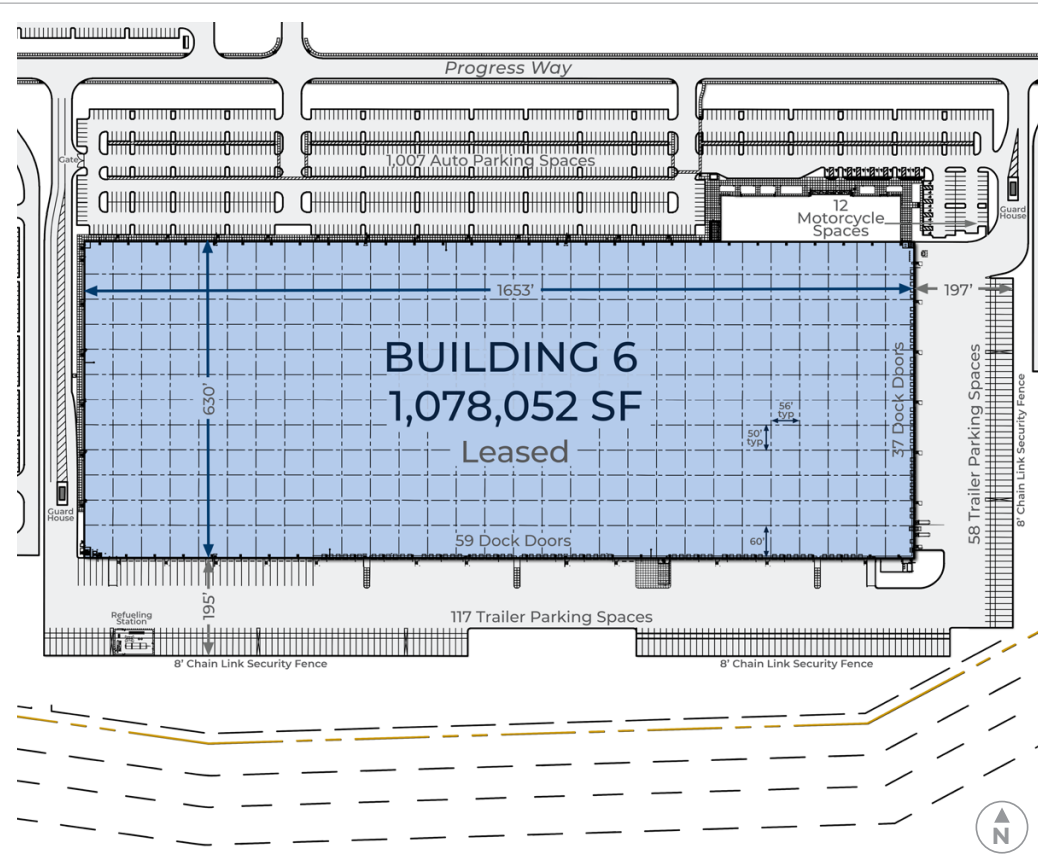 Progress Way
Gate
1,007 Auto Parking Spaces
12
Motorcycle
Spaces
Guard
House
1653'
197'
630'
BUILDING 6
1,078,052 SF
Leased
56'
typ
50'
typ
37 Dock Doors
58 Trailer Parking Spaces
8' Chain Link Security Fence
Guard
House
59 Dock Doors
60'
195'
Refueling
Station
117 Trailer Parking Spaces
8' Chain Link Security Fence
8' Chain Link Security Fence
N